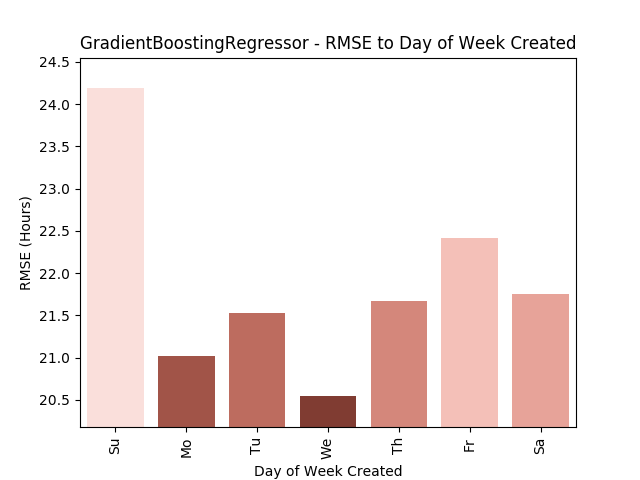 GradientBoostingRegressor - RMSE to Day of Week Created
24.5
24.0
23.5
23.0
22.5
22.0
21.5
21.0
20.5
RMSE (Hours)
Su Mo Tu We Th Fr Sa
Day of Week Created